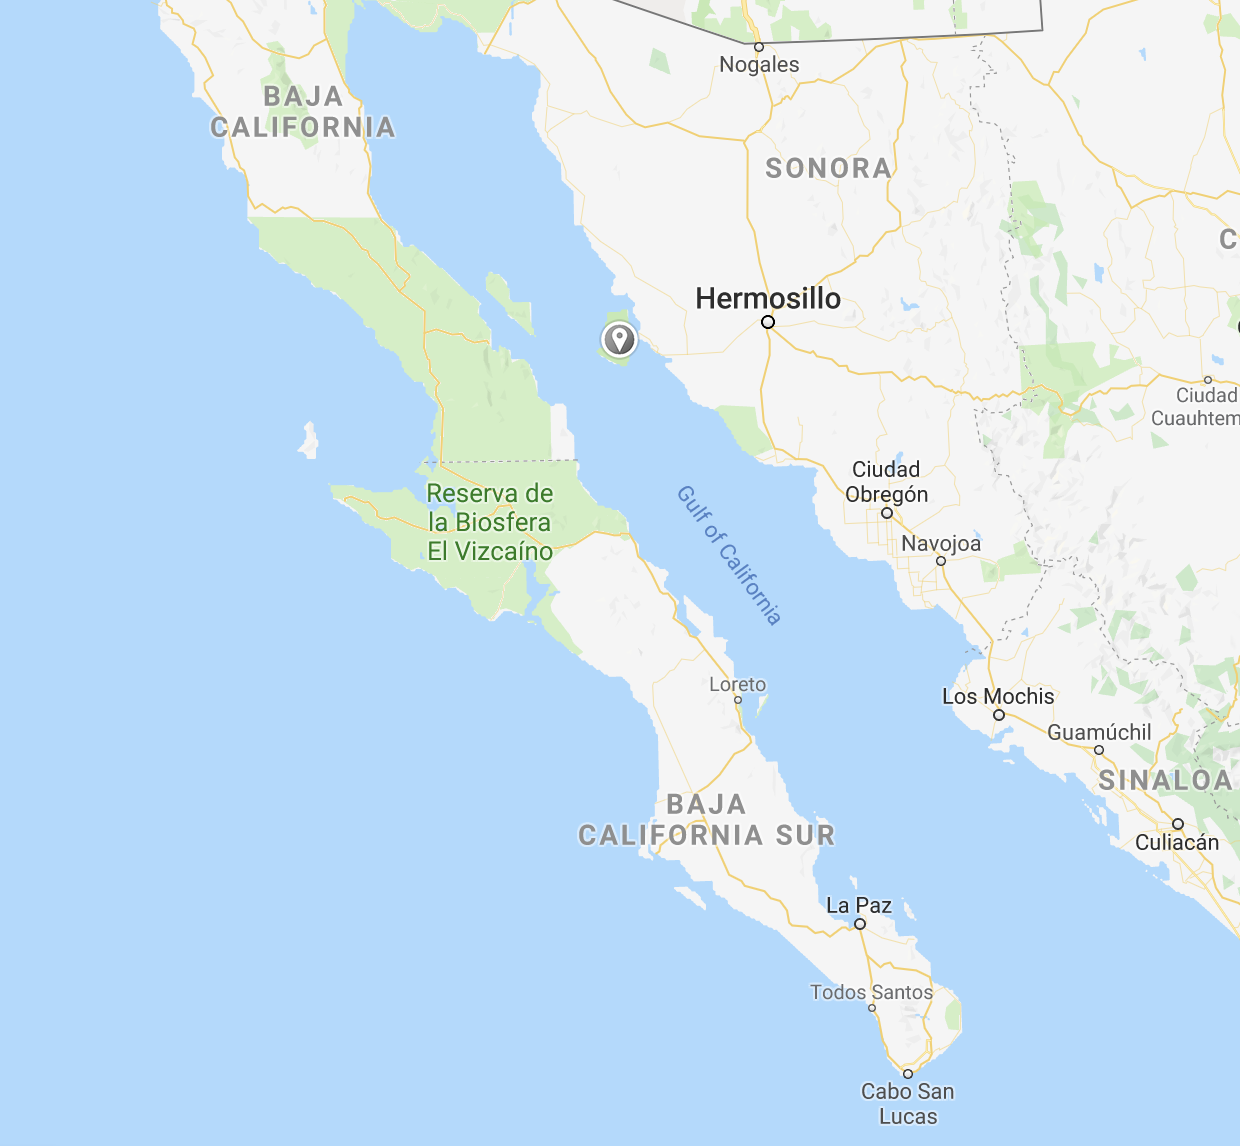 Nogales
BAJA
CALIFORNIA
SONORA
C
Hermosillo
Ciudad
Cuauhtem
Ciudad
Obregón
Reserva de
la Biosfera
El Vizcaíno
Gulf of California
Navojoa
Loreto
Los Mochis
Guamúchil
SINALOA
BAJA
CALIFORNIA SUR
Culiacán
La Paz
Todos Santos
Cabo San
Lucas